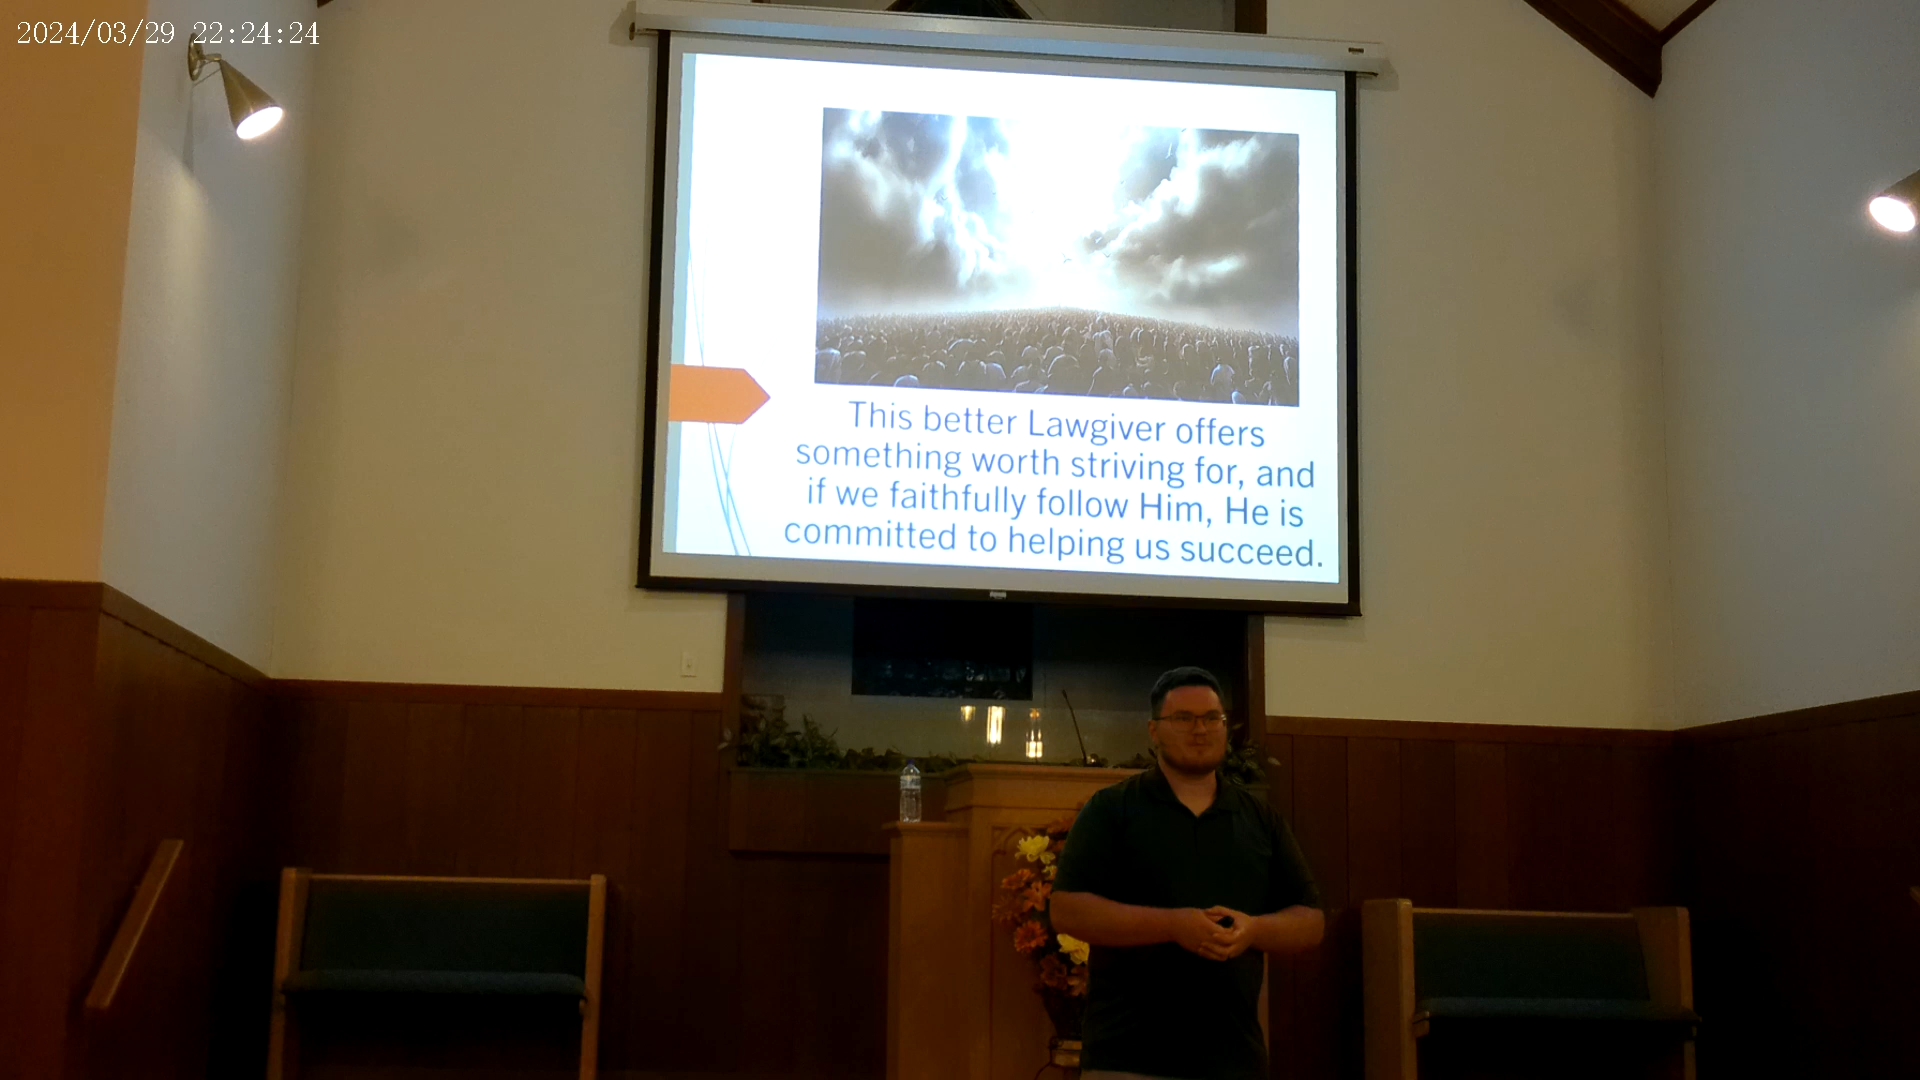 2024/03/29 22:24:24
This better Lawgiver offers
something worth striving for, and
if we faithfully follow Him, He is
committed to helping us succeed.